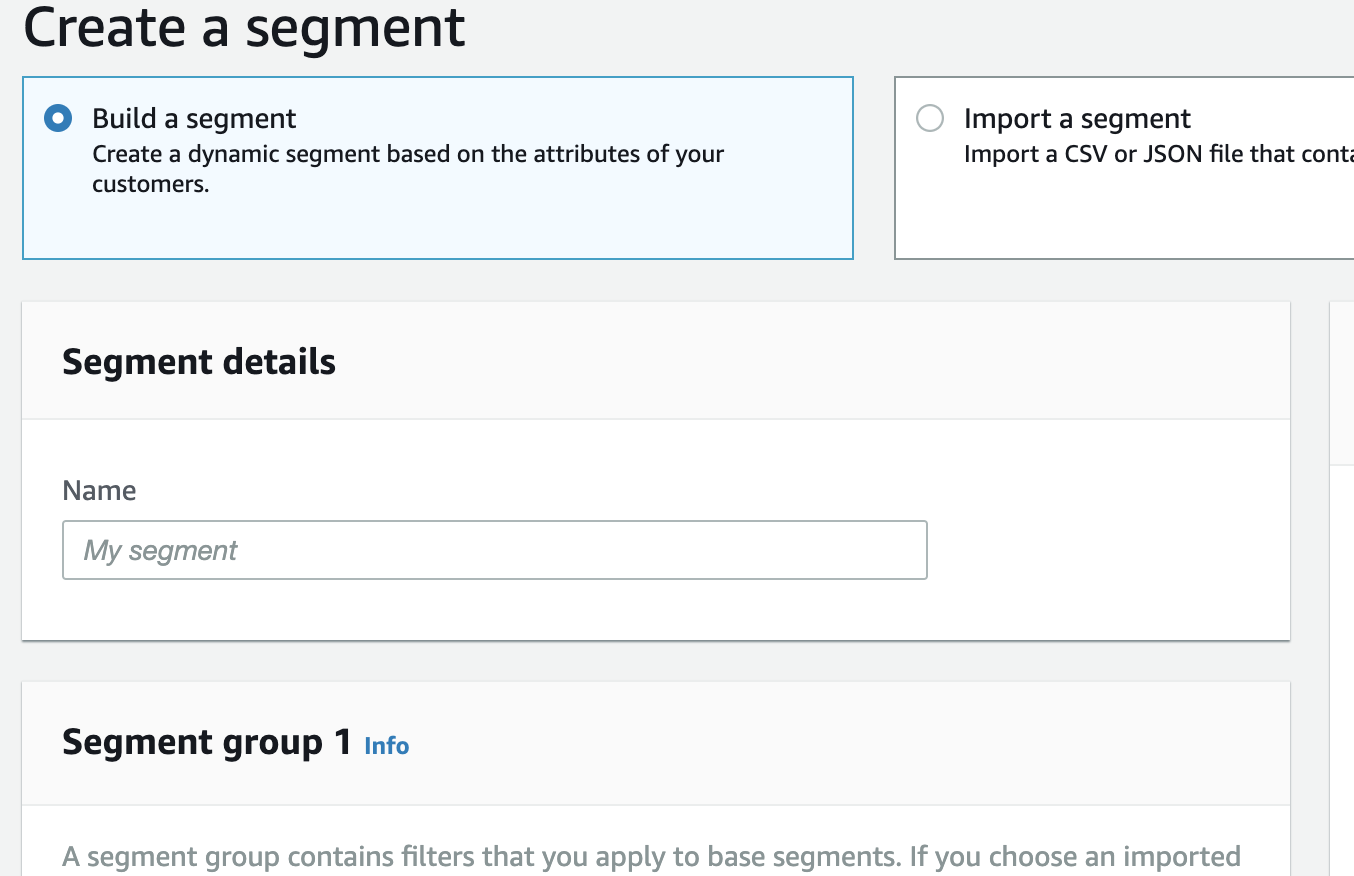 Create a segment
Build a segment
Create a dynamic segment based on the attributes of your
customers.
Import a segment
Import a CSV or JSON file that
Segment details
Name
My segment
Segment group 1 Info
A segment group contains filters that you apply to base segments. If you choose an imported